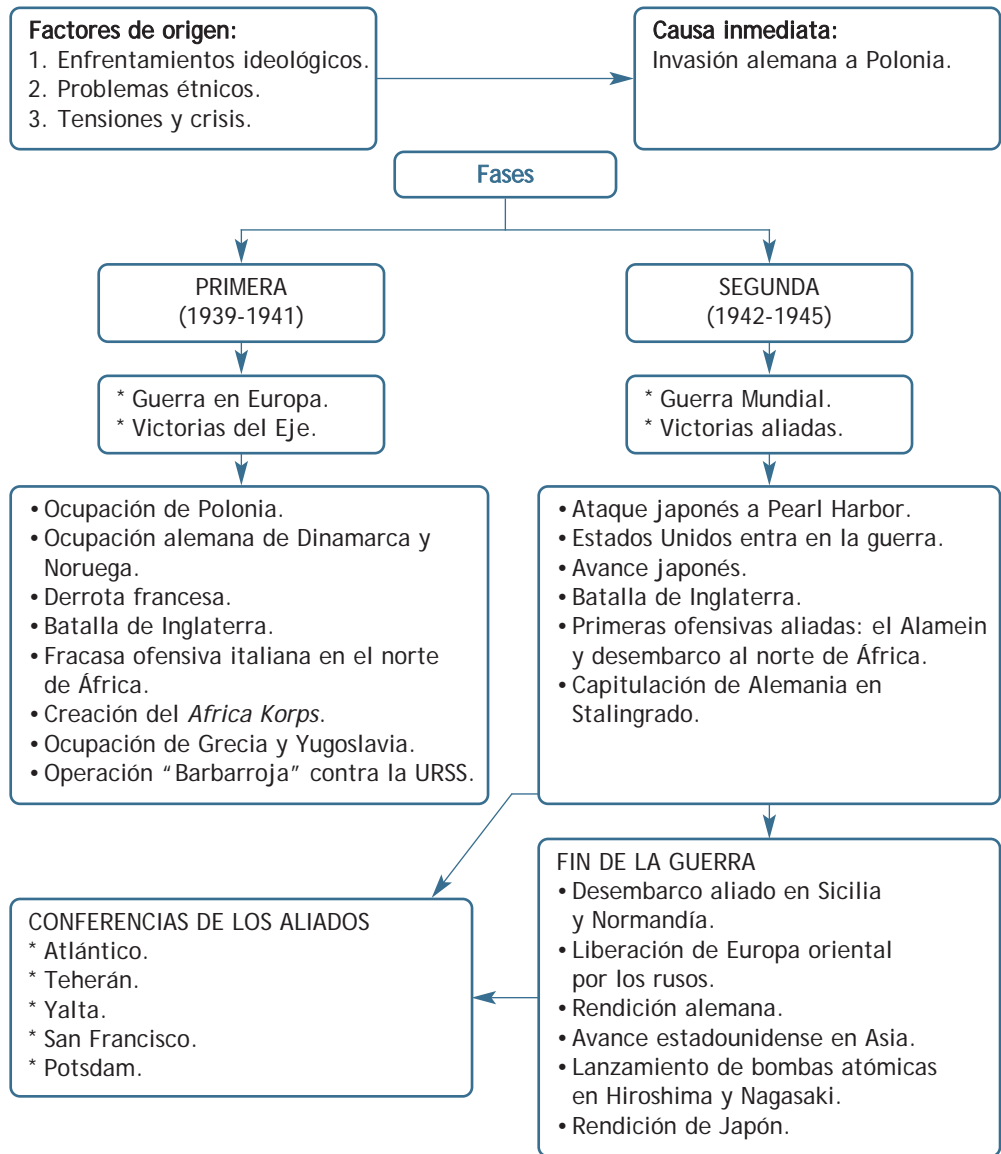 Factores de origen:
1. Enfrentamientos ideológicos.
2. Problemas étnicos.
3. Tensiones y crisis.
Causa inmediata:
Invasión alemana a Polonia.
Fases
PRIMERA
(1939-1941)
* Guerra en Europa.
* Victorias del Eje.
• Ocupación de Polonia.
• Ocupación alemana de Dinamarca y
Noruega.
• Derrota francesa.
• Batalla de Inglaterra.
• Fracasa ofensiva italiana en el norte
de África.
• Creación del Africa Korps.
• Ocupación de Grecia y Yugoslavia.
• Operación “Barbarroja” contra la URSS.
SEGUNDA
(1942-1945)
* Guerra Mundial.
* Victorias aliadas.
• Ataque japonés a Pearl Harbor.
• Estados Unidos entra en la guerra.
• Avance japonés.
• Batalla de Inglaterra.
• Primeras ofensivas aliadas: el Alamein
y desembarco al norte de África.
• Capitulación de Alemania en
Stalingrado.
FIN DE LA GUERRA
• Desembarco aliado en Sicilia
y Normandía.
• Liberación de Europa oriental
por los rusos.
• Rendición alemana.
• Avance estadounidense en Asia.
• Lanzamiento de bombas atómicas
en Hiroshima y Nagasaki.
• Rendición de Japón.
CONFERENCIAS DE LOS ALIADOS
* Atlántico.
* Teherán.
* Yalta.
* San Francisco.
* Potsdam.